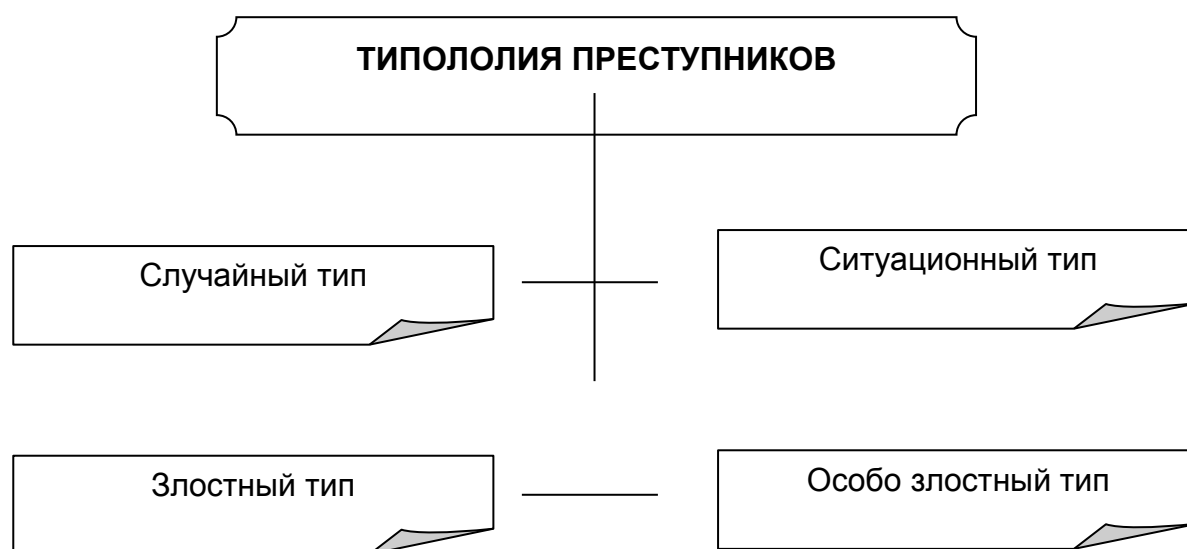 ТИПОЛОЛИЯ ПРЕСТУПНИКОВ
Случайный тип
Ситуационный тип
Злостный тип
Особо злостный тип